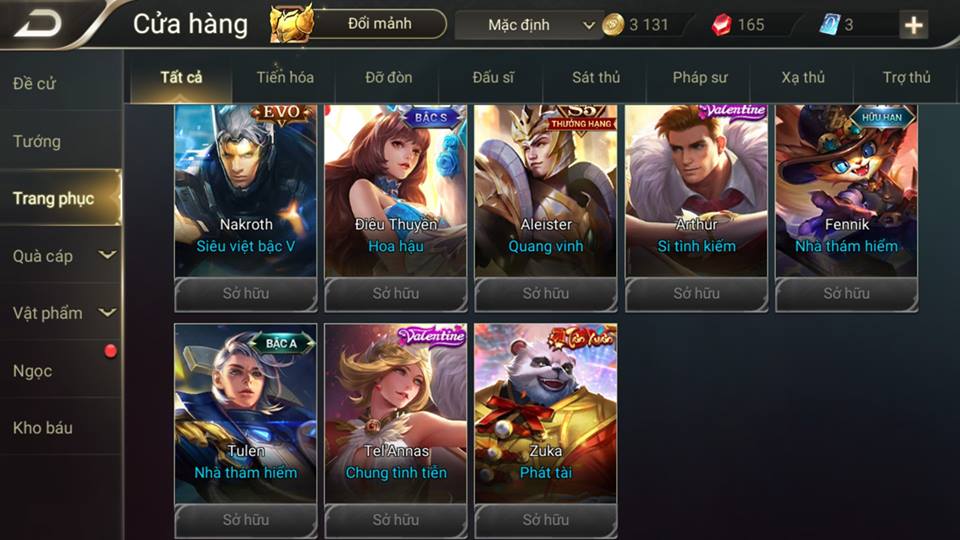 Cửa hàng
Đổi mảnh
Mặc định
3 131
165
3
Đề cử
Tướng
Trang phục
Quà cáp
Vật phẩm
Ngọc
Kho báu
Tất cả
Tiến hóa
Đỡ đòn
Đấu sĩ
Sát thủ
Pháp sư
Xạ thủ
Trợ thủ
EVO
Nakroth
Siêu việt bậc V
Sở hữu
BẬC S
Điêu Thuyền
Hoa hậu
Sở hữu
S5
THƯỞNG HẠNG
Aleister
Quang vinh
Sở hữu
Valentine
Arthur
Si tình kiếm
Sở hữu
HỮU HẠN
Fennik
Nhà thám hiểm
Sở hữu
BẬC A
Tulen
Nhà thám hiểm
Sở hữu
Valentine
Tel'Annas
Chung tình tiễn
Sở hữu
Tân Xuân
Zuka
Phát tài
Sở hữu